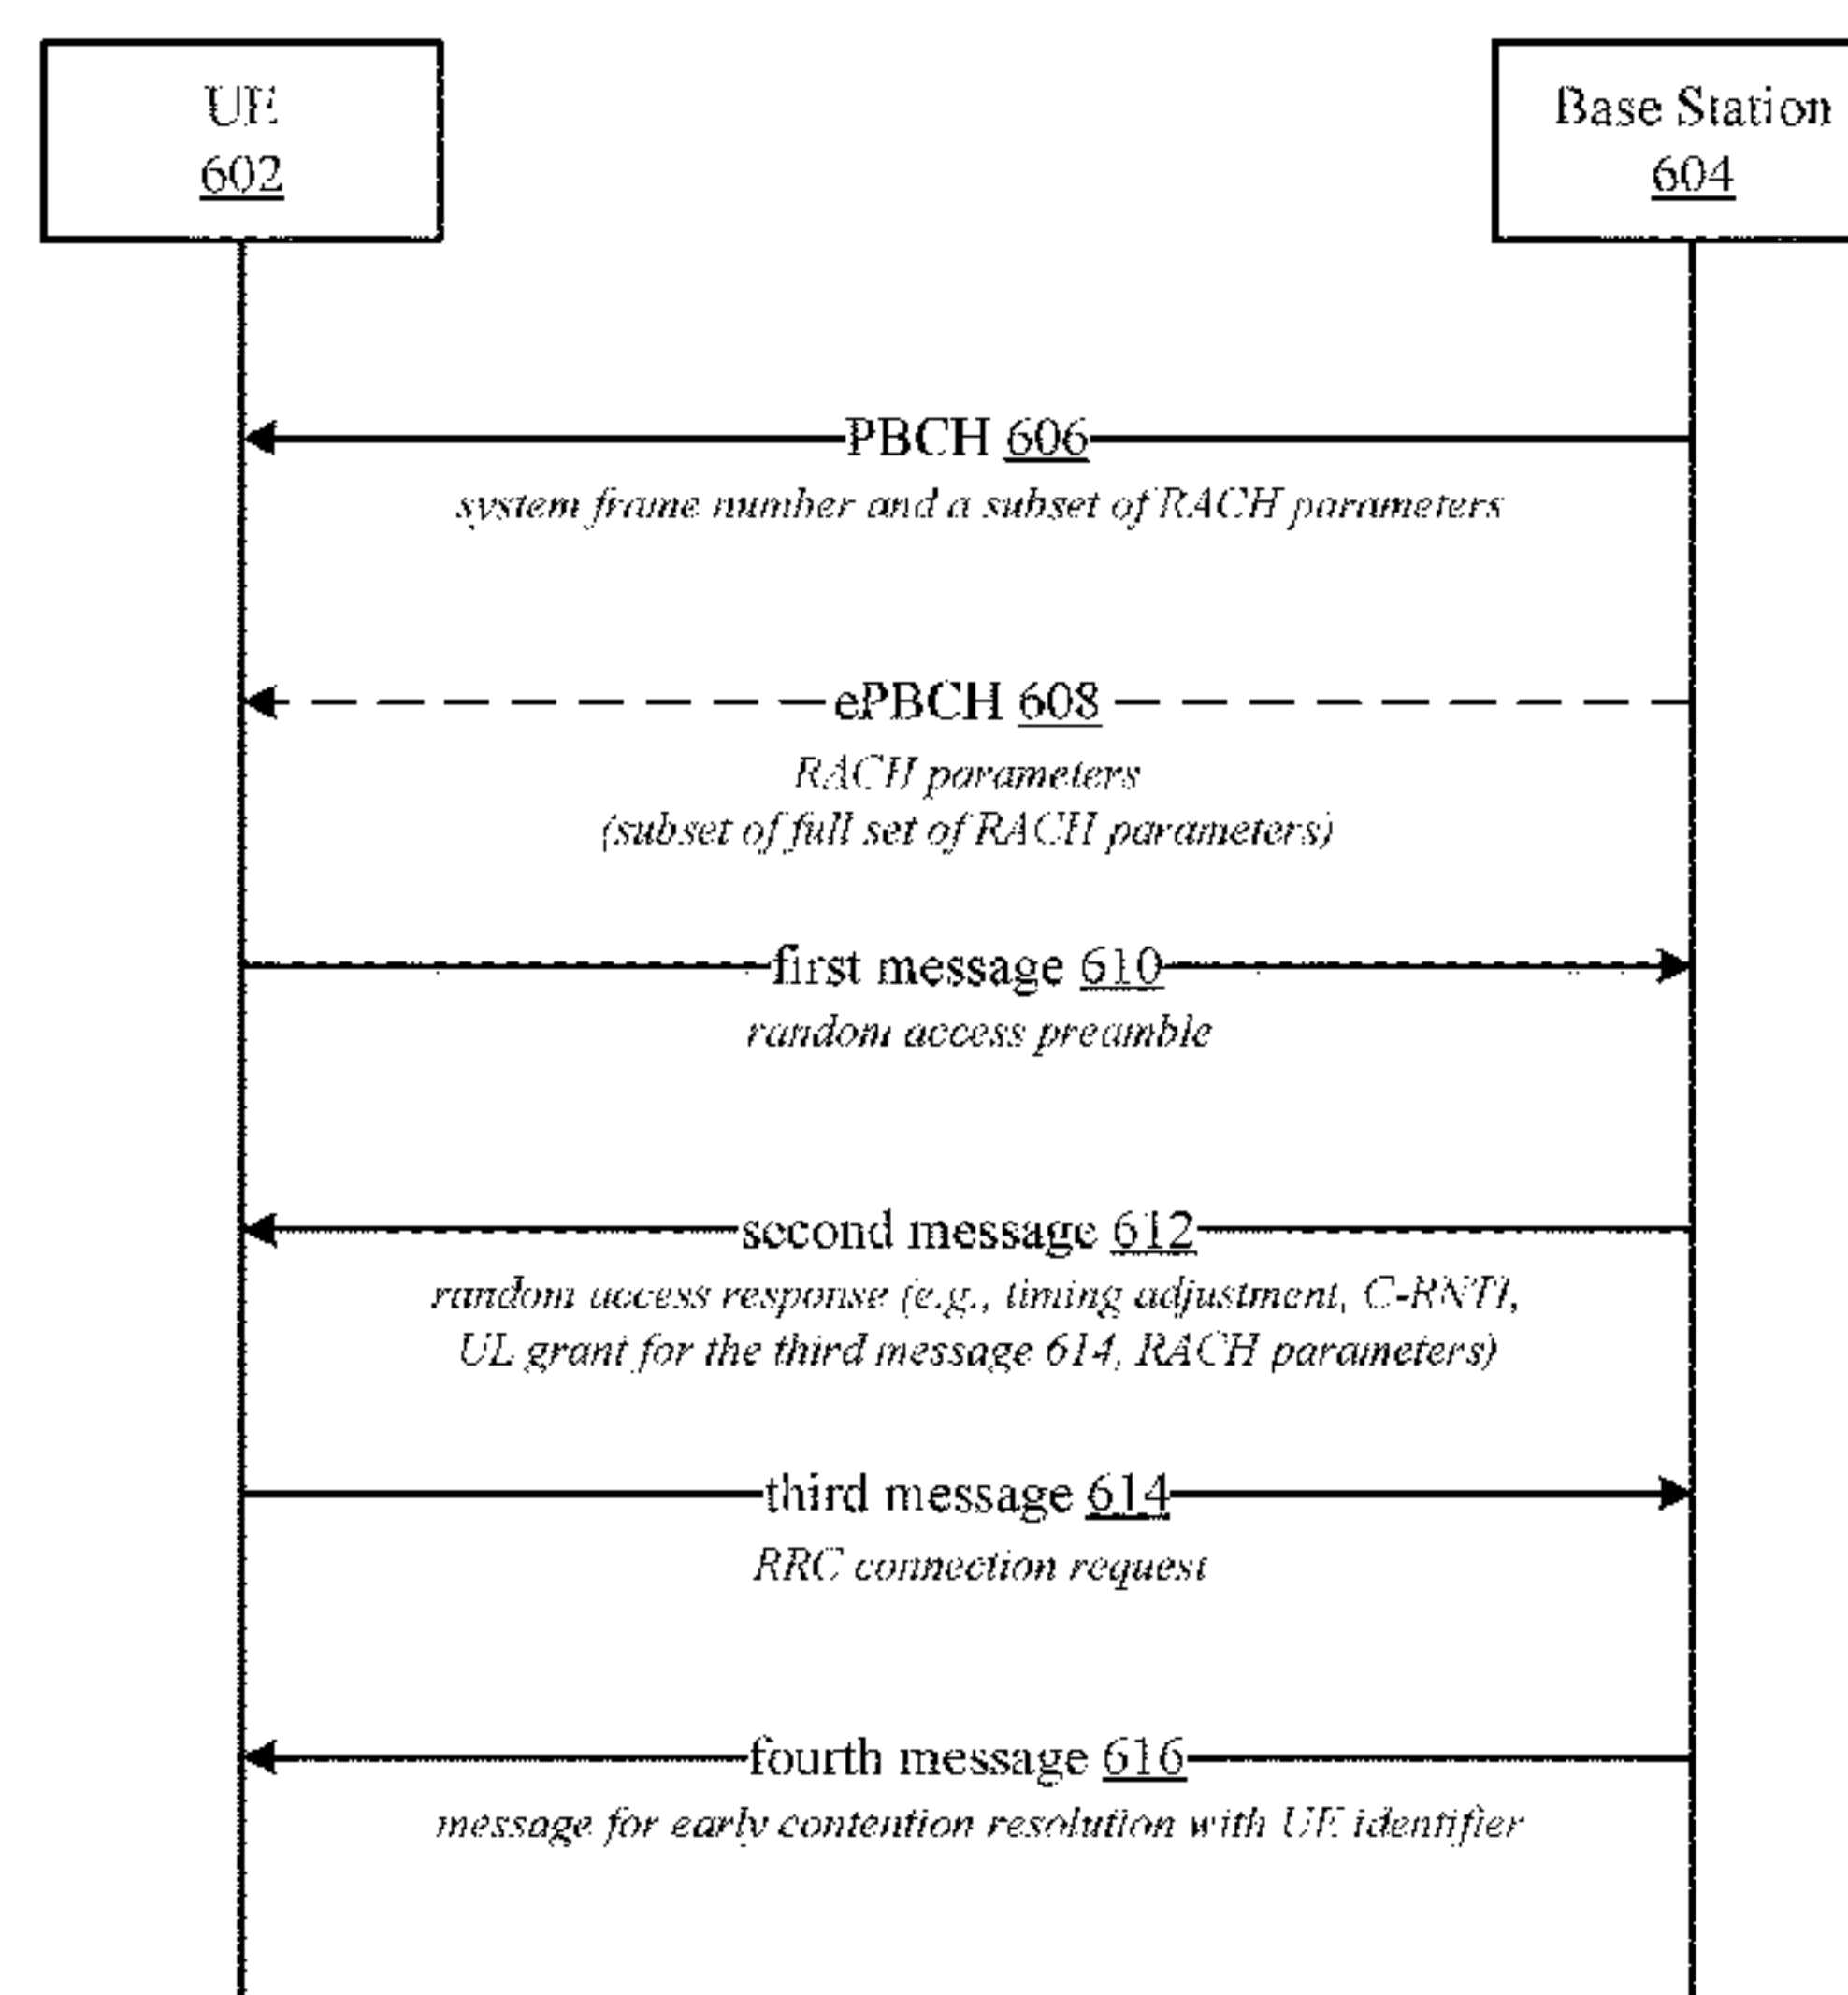 UE
602
Base Station
604
PBCH 606
system frame number and a subset of RACH parameters
ePBCH 608
RACH parameters
(subset of full set of RACH parameters)
first message 610
random access preamble
second message 612
random access response (e.g., timing adjustment, C-RNTI,
UL grant for the third message 614, RACH parameters)
third message 614
RRC connection request
fourth message 616
message for early contention resolution with UE identifier